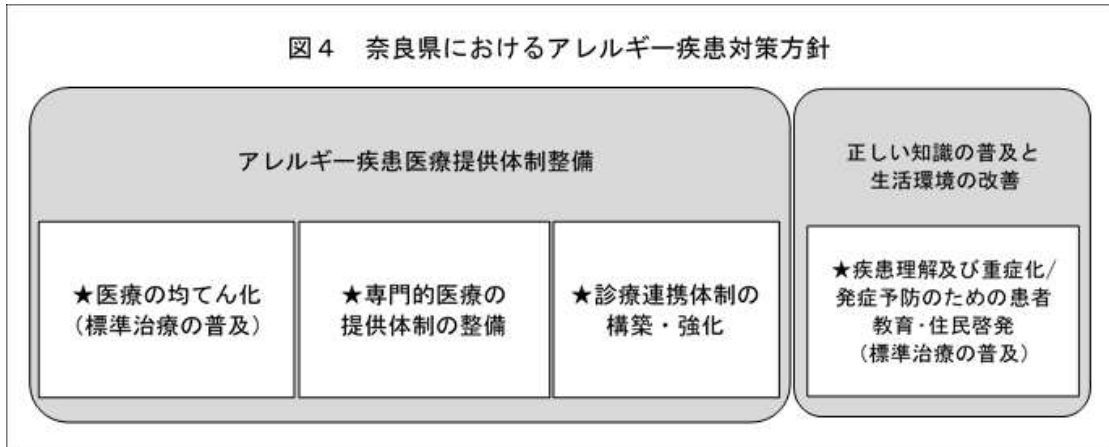 図４　奈良県におけるアレルギー疾患対策方針
アレルギー疾患医療提供体制整備
★医療の均てん化
（標準治療の普及）
★専門的医療の
提供体制の整備
★診療連携体制の
構築・強化
正しい知識の普及と
生活環境の改善
★疾患理解及び重症化/
発症予防のための患者
教育・住民啓発
（標準治療の普及）